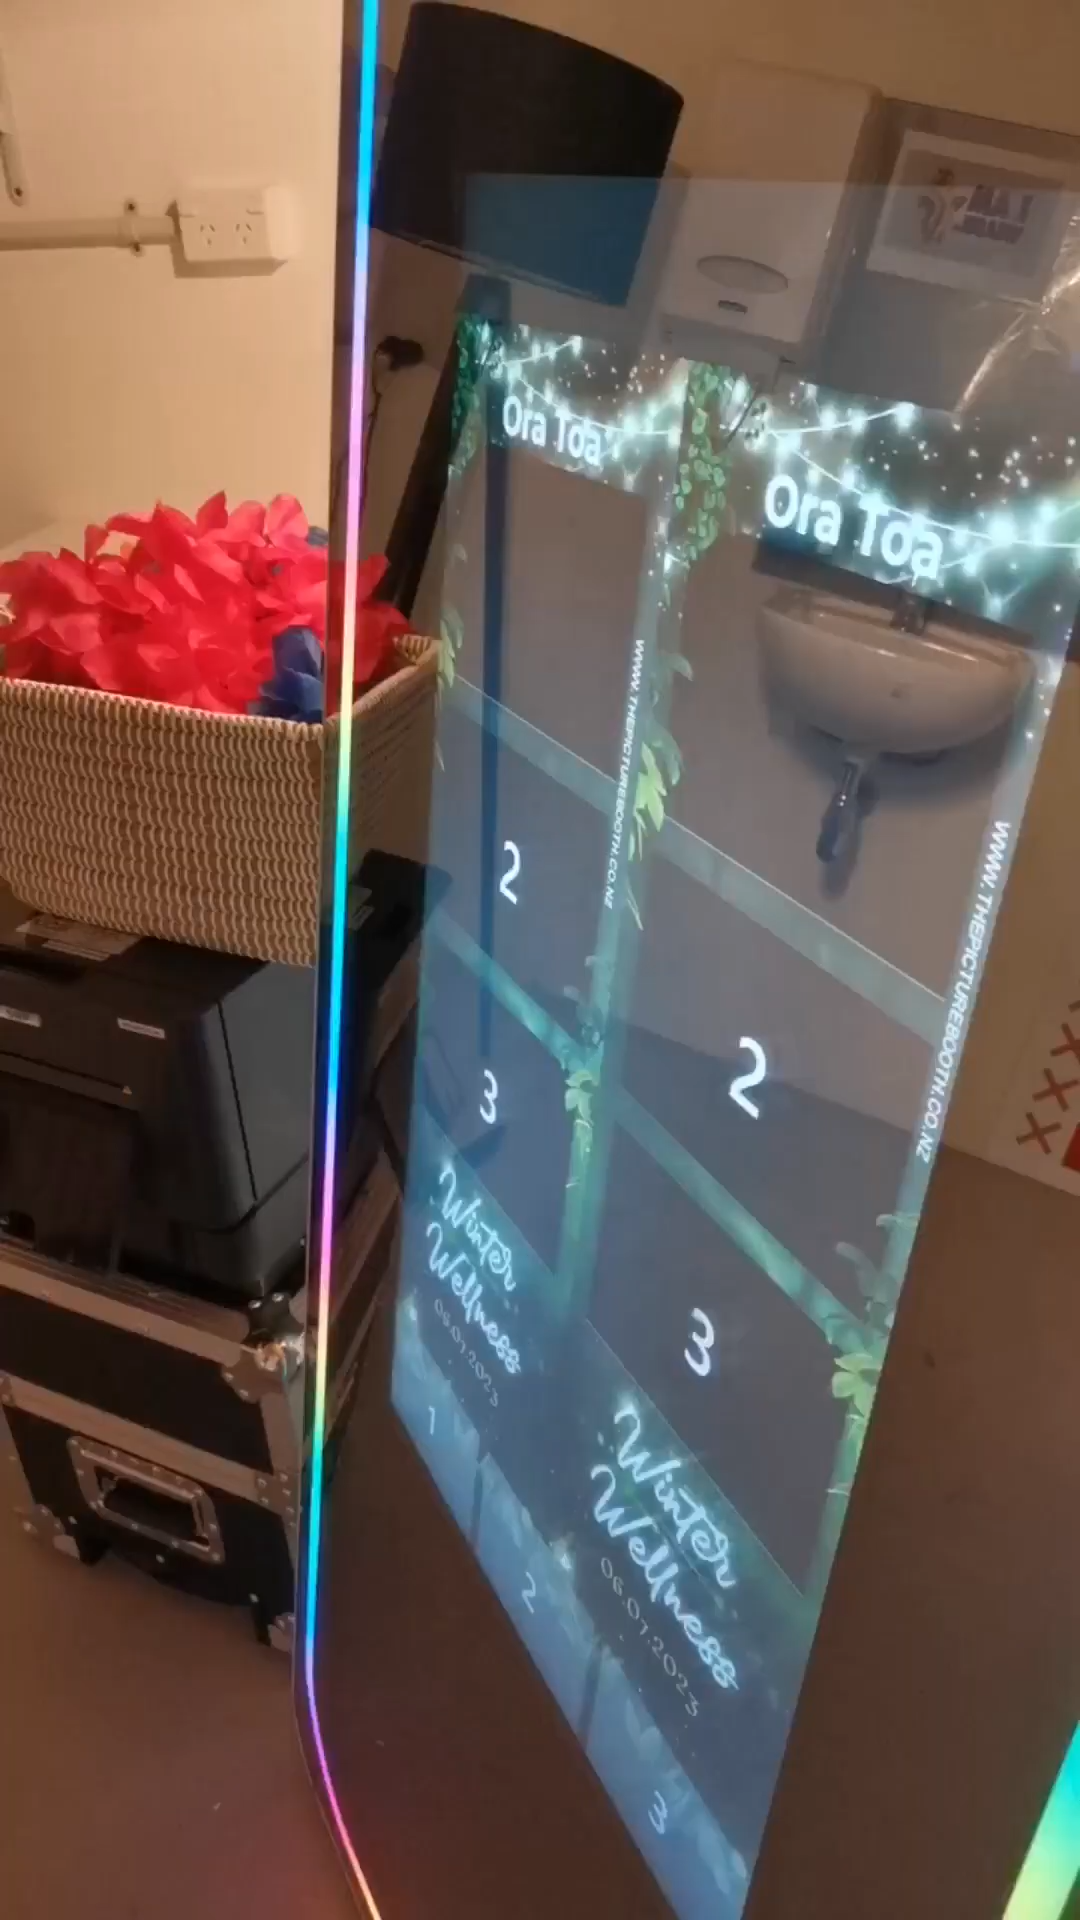 Ora Toa
WWW.THEPICTUREBOOTH.CO.NZ
2
3
Winter
Wellness
06.07.2023
Ora Toa
WWW.THEPICTUREBOOTH.CO.NZ
2
3
Winter
Wellness
06.07.2023
1
2
3